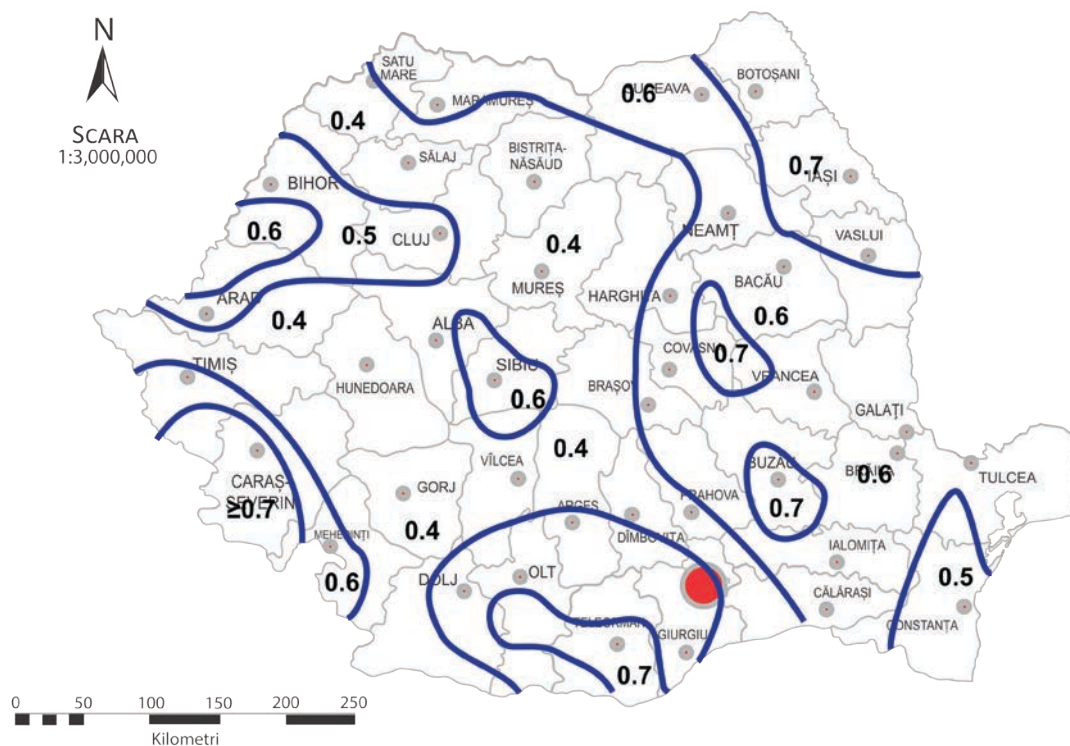 N
SCARA
1:3,000,000
SATU
MARE
MARAMUREȘ
0.4
0.6
SUCEAVA
BOTOȘANI
SĂLAJ
BISTRIȚA-
NĂSĂUD
0.7
IAȘI
BIHOR
0.6
0.5
CLUJ
0.4
NEAMȚ
VASLUI
MUREȘ
HARGHITA
BACĂU
0.6
ARAD
0.4
ALBA
COVASNA
0.7
TIMIȘ
HUNEDOARA
SIBIU
0.6
BRAȘOV
VRANCEA
GALAȚI
0.4
VÎLCEA
BUZAU
BRĂILA
0.6
TULCEA
CARAȘ-
SEVERIN
≥0.7
GORJ
0.4
PRAHOVA
0.7
ARGEȘ
DÎMBOVIȚA
MEHEDINȚI
0.6
IALOMIȚA
DOLJ
OLT
0.5
CĂLĂRAȘI
CONSTANȚA
TELEORMAN
GIURGIU
0.7
0 50 100 150 200 250
Kilometri